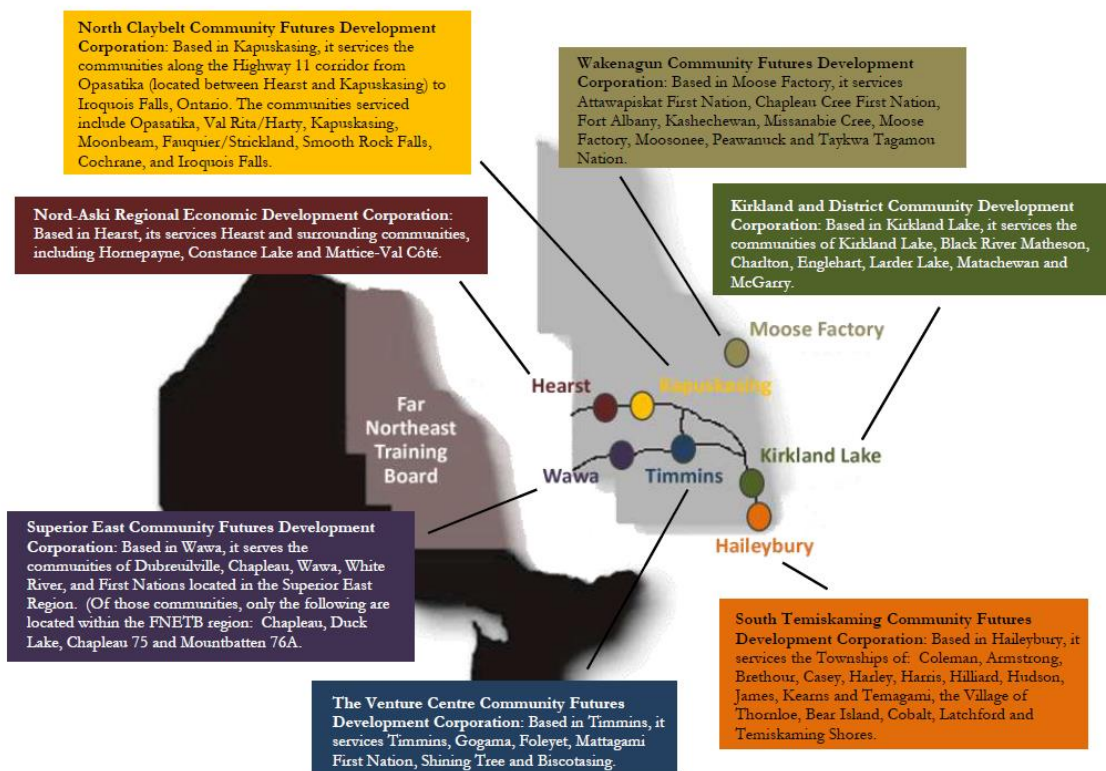 North Claybelt Community Futures Development
Corporation: Based in Kapuskasing, it services the
communities along the Highway 11 corridor from
Opasatika (located between Hearst and Kapuskasing) to
Iroquois Falls, Ontario. The communities serviced
include Opasatika, Val Rita/Harty, Kapuskasing,
Moonbeam, Fauquier/Strickland, Smooth Rock Falls,
Cochrane, and Iroquois Falls.
Wakenagun Community Futures Development
Corporation: Based in Moose Factory, it services
Attawapiskat First Nation, Chapleau Cree First Nation,
Fort Albany, Kashechewan, Missanabie Cree, Moose
Factory, Moosonee, Peawanuck and Taykwa Tagamou
Nation.
Nord-Aski Regional Economic Development Corporation:
Based in Hearst, its services Hearst and surrounding communities,
including Hornepayne, Constance Lake and Mattice-Val Côté.
Kirkland and District Community Development
Corporation: Based in Kirkland Lake, it services the
communities of Kirkland Lake, Black River Matheson,
Charlton, Englehart, Larder Lake, Matachewan and
McGarry.
Moose Factory
Hearst
Kapuskasing
Far
Northeast
Training
Board
Wawa
Timmins
Kirkland Lake
Haileybury
Superior East Community Futures Development
Corporation: Based in Wawa, it serves the
communities of Dubreuilville, Chapleau, Wawa, White
River, and First Nations located in the Superior East
Region. (Of those communities, only the following are
located within the FNETB region: Chapleau, Duck
Lake, Chapleau 75 and Mountbatten 76A.
South Temiskaming Community Futures
Development Corporation: Based in Haileybury, it
services the Townships of: Coleman, Armstrong,
Brethour, Casey, Harley, Harris, Hilliard, Hudson,
James, Kearns and Temagami, the Village of
Thornloe, Bear Island, Cobalt, Latchford and
Temiskaming Shores.
The Venture Centre Community Futures
Development Corporation: Based in Timmins, it
services Timmins, Gogama, Foleyet, Mattagami
First Nation, Shining Tree and Biscotasing.